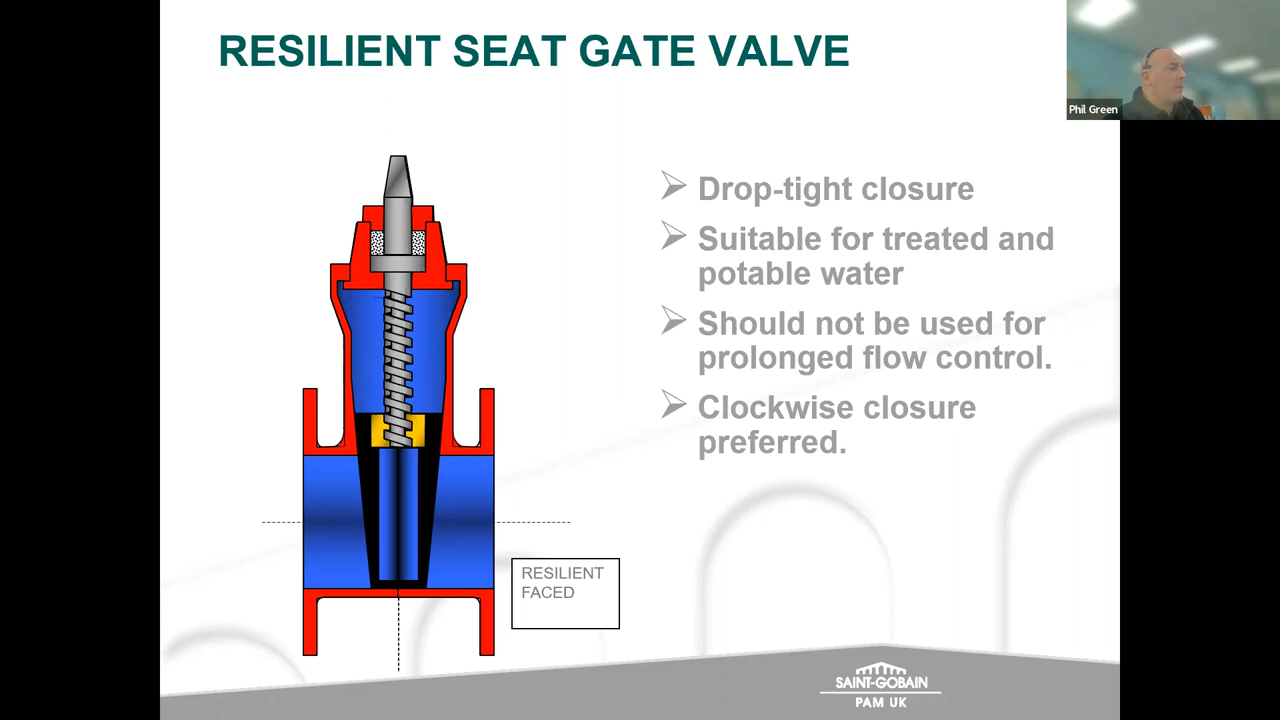 RESILIENT SEAT GATE VALVE
Phil Green
Drop-tight closure
Suitable for treated and
potable water
Should not be used for
prolonged flow control.
Clockwise closure
preferred.
RESILIENT
FACED
SAINT-GOBAIN
PAM UK